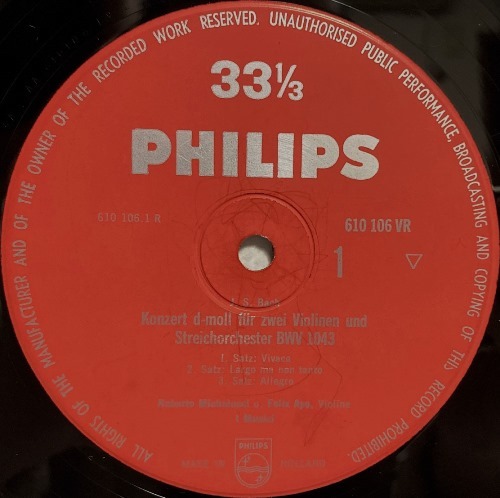 ALL RIGHTS OF THE MANUFACTURER AND OF THE OWNER OF THE RECORDED WORK RESERVED. UNAUTHORISED PUBLIC PERFORMANCE, BROADCASTING AND COPYING OF THIS RECORD PROHIBITED.
33⅓
PHILIPS
610 106.1 R
610 106 VR
1 ▽
J. S. Bach
Konzert d-moll für zwei Violinen und
Streichorchester BWV 1043
1. Satz: Vivace
2. Satz: Largo ma non tanto
3. Satz: Allegro
Roberto Michelucci u. Felix Ayo, Violine
I Musici
PHILIPS
MADE IN HOLLAND